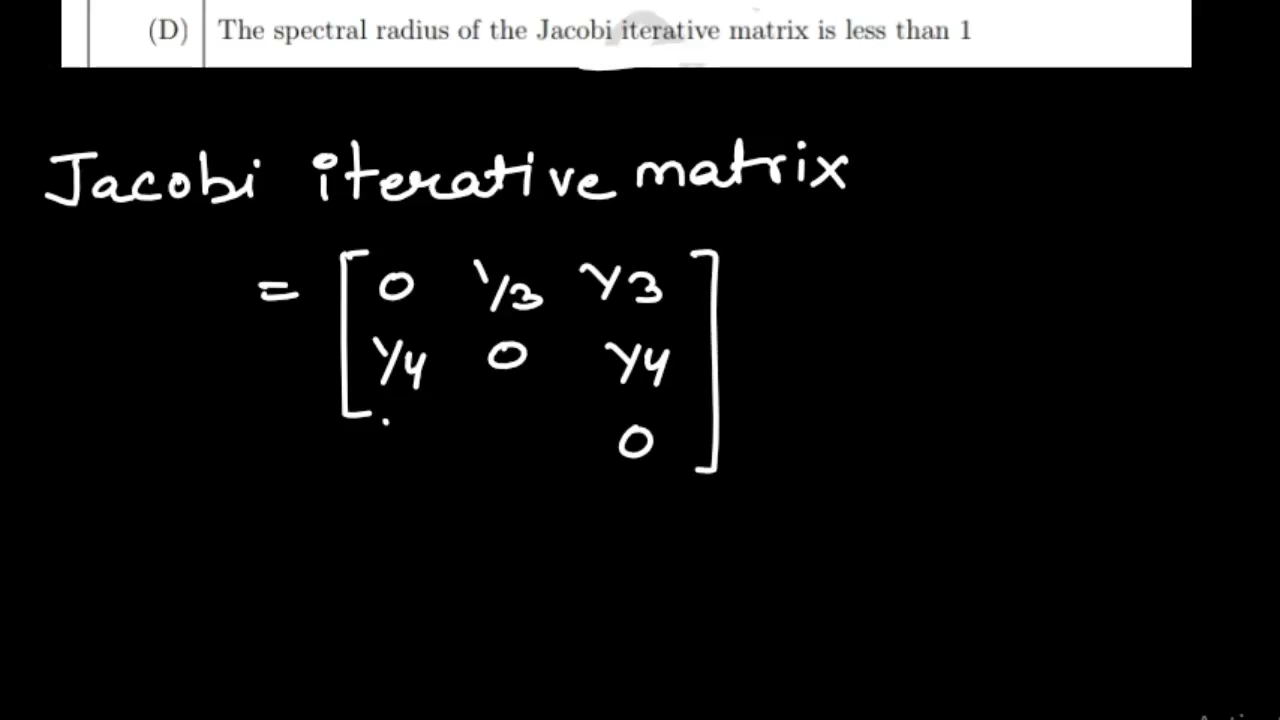 (D) The spectral radius of the Jacobi iterative matrix is less than 1
Jacobi iterative matrix
= [ 0 1/3 1/3 ]
1/4 0 1/4
0